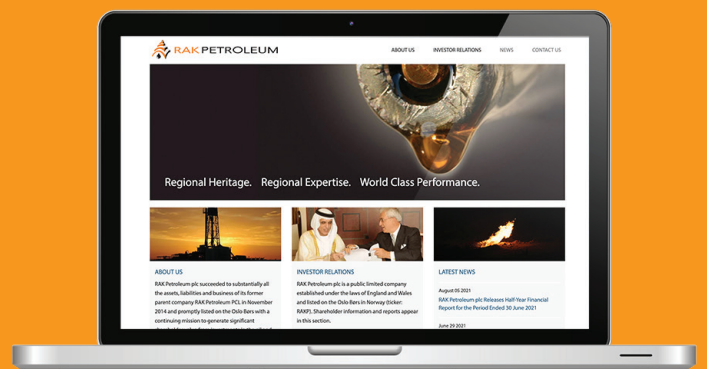 RAK PETROLEUM
ABOUT US
INVESTOR RELATIONS
NEWS
CONTACT US
Regional Heritage. Regional Expertise. World Class Performance.
ABOUT US
RAK Petroleum plc succeeded to substantially all
the assets, liabilities and business of its former
parent company RAK Petroleum PCL in November
2014 and promptly listed on the Oslo Børs with a
continuing mission to generate significant
INVESTOR RELATIONS
RAK Petroleum plc is a public limited company
established under the laws of England and Wales
and listed on the Oslo Børs in Norway (ticker:
RAKP). Shareholder information and reports appear
in this section.
LATEST NEWS
August 05 2021
RAK Petroleum plc Releases Half-Year Financial
Report for the Period Ended 30 June 2021
June 29 2021